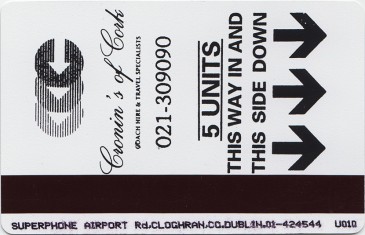 Cronin's of Cork
COACH HIRE & TRAVEL SPECIALISTS
021-309090
5 UNITS
THIS WAY IN AND
THIS SIDE DOWN
SUPERPHONE AIRPORT Rd.CLOGHRAN.CO.DUBLIN.01-424544 U010